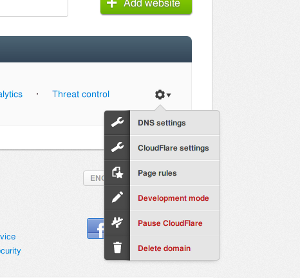 Add website
alytics · Threat control
DNS settings
CloudFlare settings
Page rules
ENG
Development mode
Pause CloudFlare
vice
Delete domain
curity